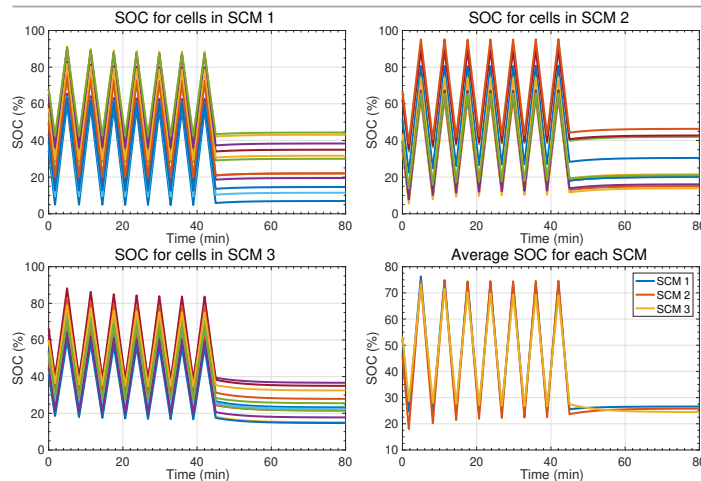 SOC for cells in SCM 1
SOC (%)
100
80
60
40
20
0
0 20 40 60 80
Time (min)
SOC for cells in SCM 2
SOC (%)
100
80
60
40
20
0
0 20 40 60 80
Time (min)
SOC for cells in SCM 3
SOC (%)
100
80
60
40
20
0
0 20 40 60 80
Time (min)
Average SOC for each SCM
SOC (%)
80
70
60
50
40
30
20
10
0 20 40 60 80
Time (min)
SCM 1
SCM 2
SCM 3